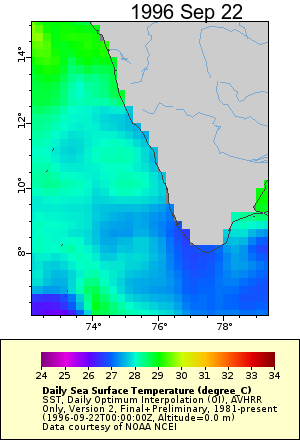 1996 Sep 22
14°
12°
10°
8°
74°
76°
78°
24 25 26 27 28 29 30 31 32 33 34
Daily Sea Surface Temperature (degree_C)
SST, Daily Optimum Interpolation (OI), AVHRR
Only, Version 2, Final+Preliminary, 1981-present
(1996-09-22T00:00:00Z, Altitude=0.0 m)
Data courtesy of NOAA NCEI